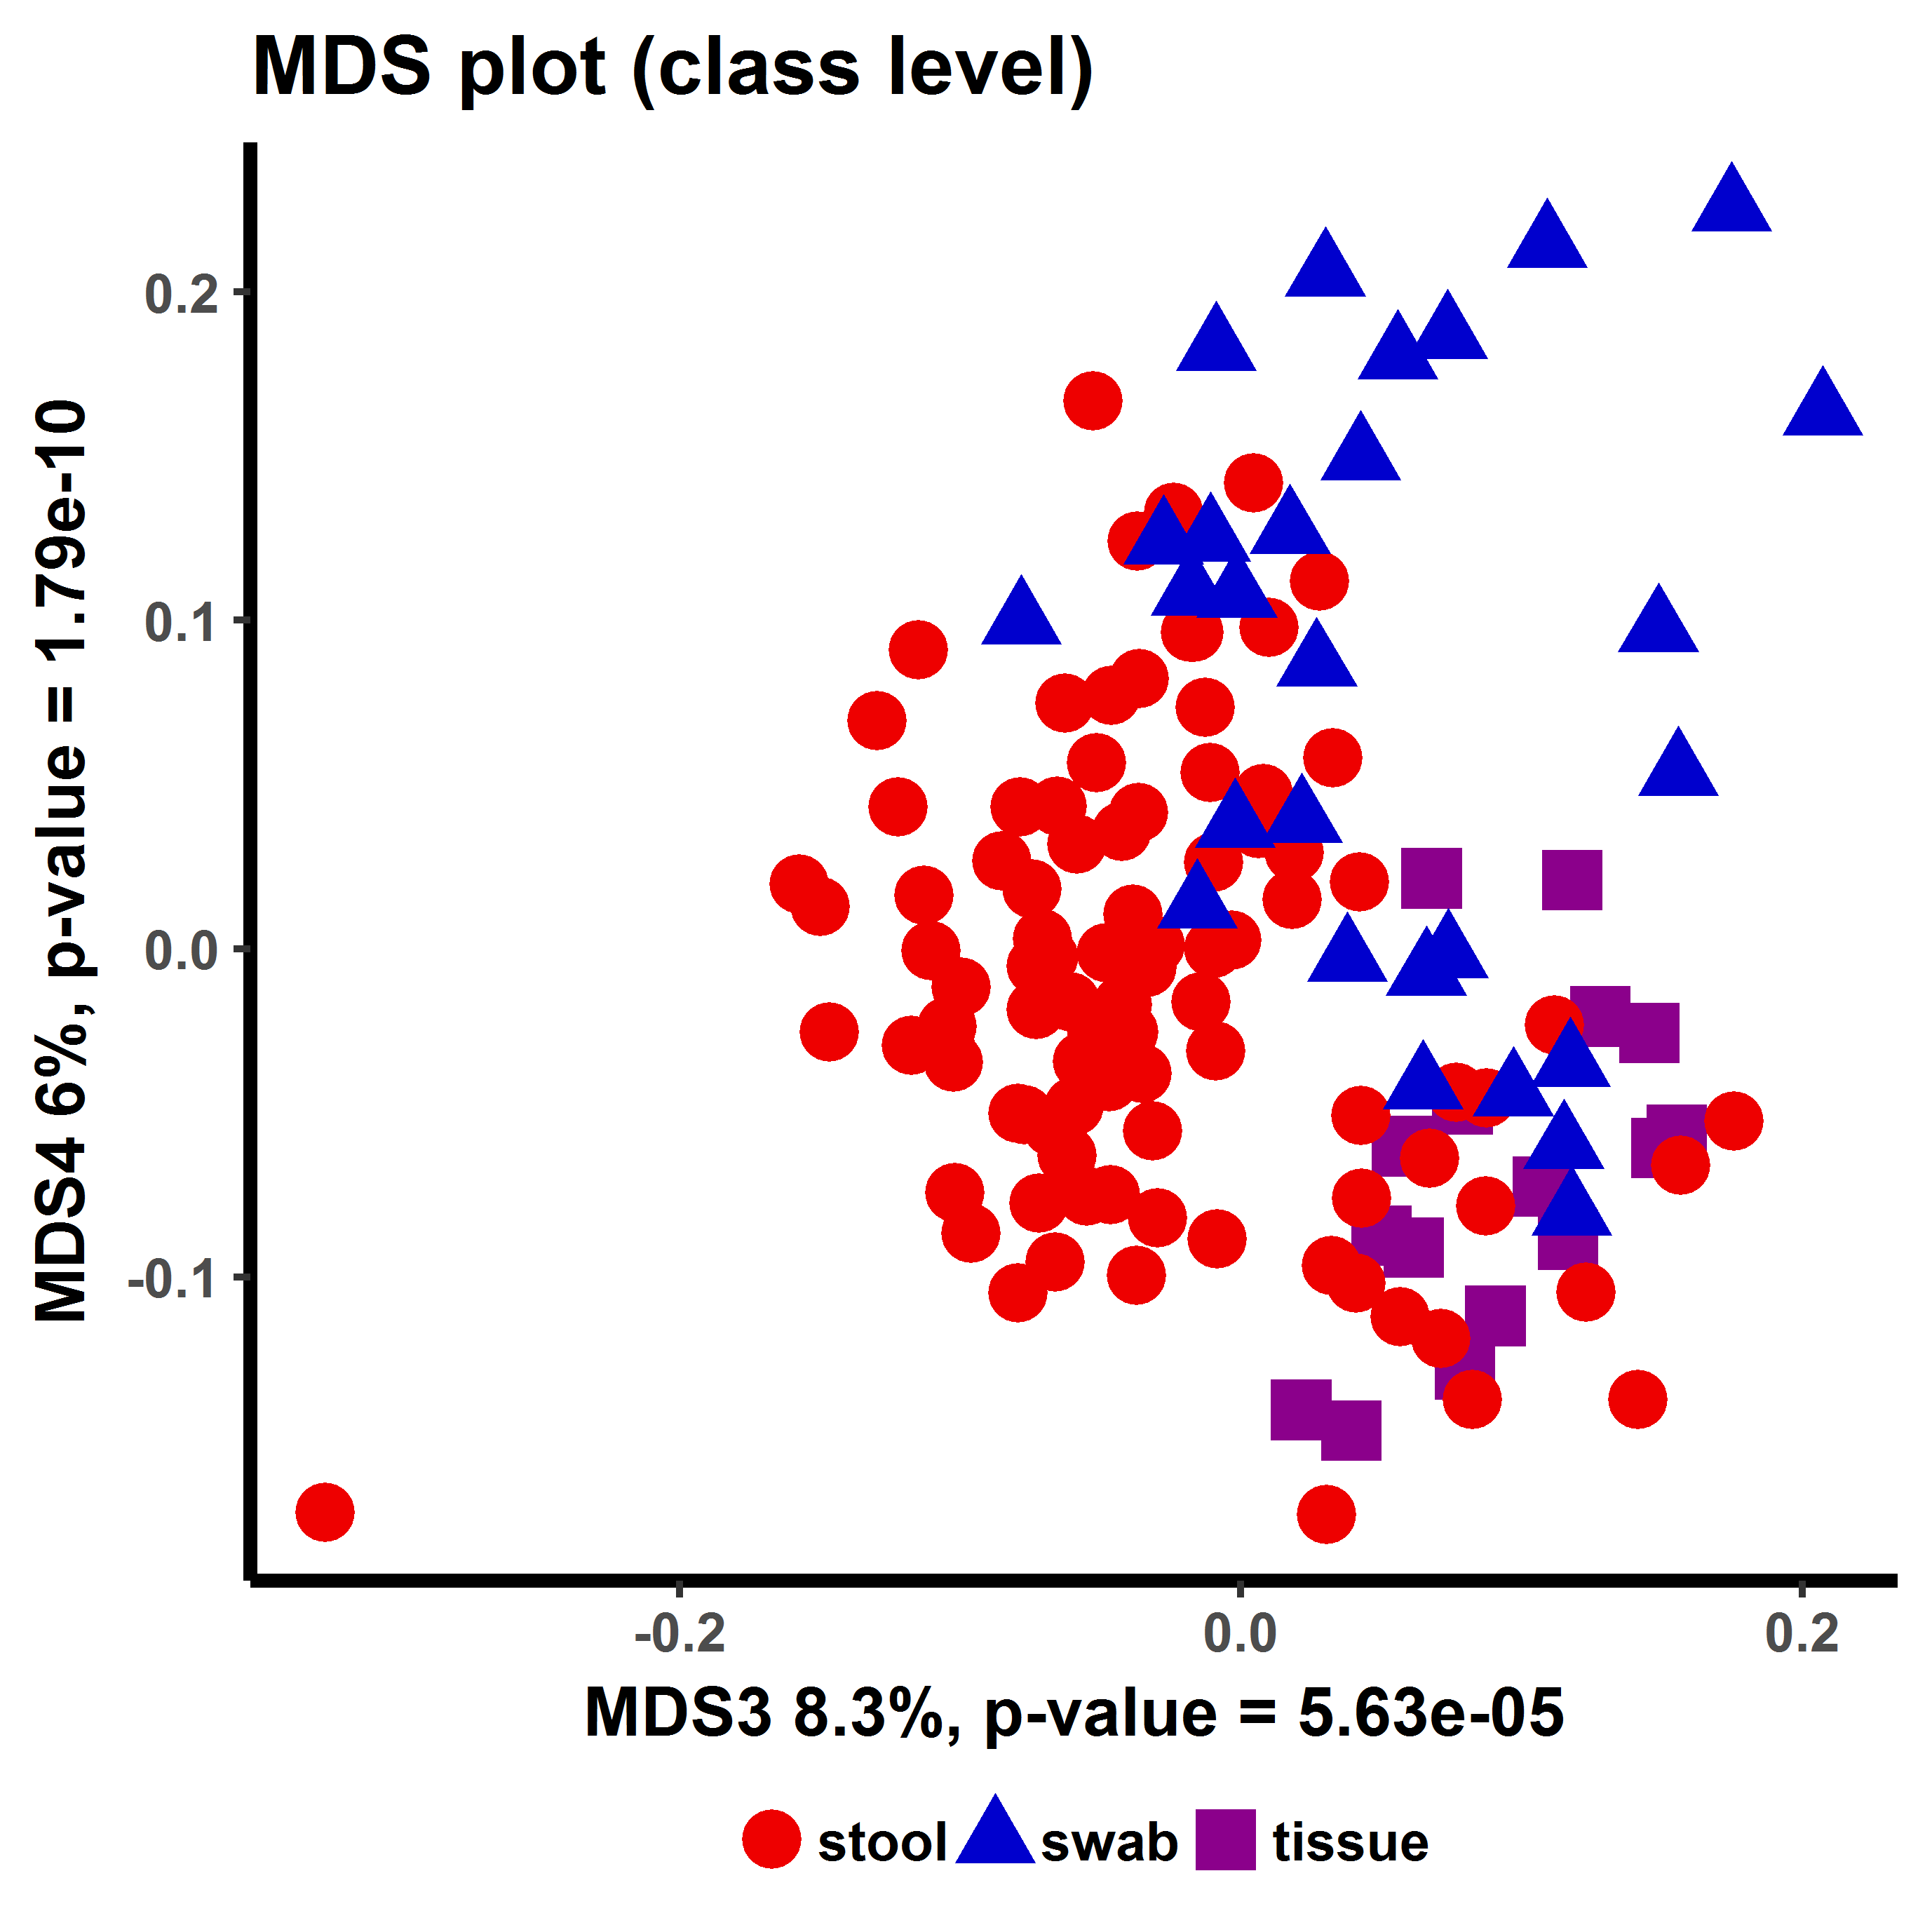 MDS plot (class level)
MDS4 6%, p-value = 1.79e-10
0.2
0.1
0.0
-0.1
-0.2
0.0
0.2
MDS3 8.3%, p-value = 5.63e-05
stool swab tissue